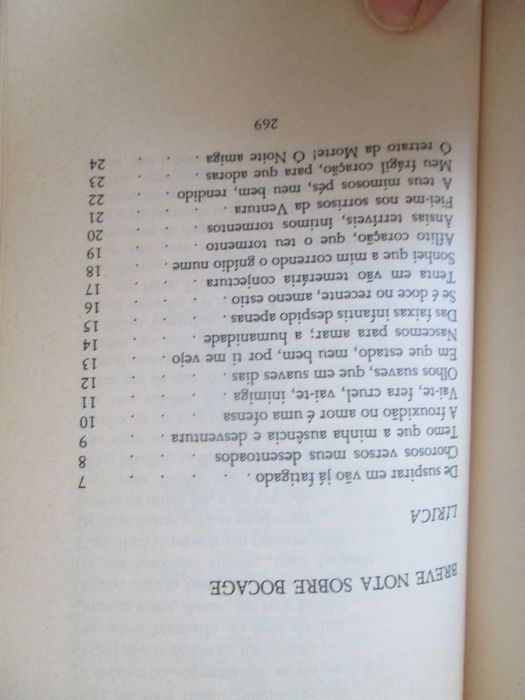 BREVE NOTA SOBRE BOCAGE
LÍRICA
De suspirar em vão já fatigado . . . . . 7
Chorosos versos meus desentoados . . . 8
Temo que a minha ausência e desventura . . 9
A frouxidão no amor é uma ofensa . . . 10
Vai-te, fera cruel, vai-te, inimiga . . . . 11
Olhos suaves, que em suaves dias . . . . 12
Em que estado, meu bem, por ti me vejo . . 13
Nascemos para amar; a humanidade . . . 14
Das faixas infantis despido apenas . . . . 15
Se é doce no recente, ameno estio . . . . 16
Tenta em vão temerária conjectura . . . 17
Sonhei que a mim correndo o gnídio nume . . 18
Aflito coração, que o teu tormento . . . 19
Ânsias terríveis, íntimos tormentos . . . 20
Fiei-me nos sorrisos da Ventura . . . . 21
A teus mimosos pés, meu bem, rendido . . 22
Meu frágil coração, para que adoras . . . 23
Ó retrato da Morte! Ó Noite amiga . . . 24
269